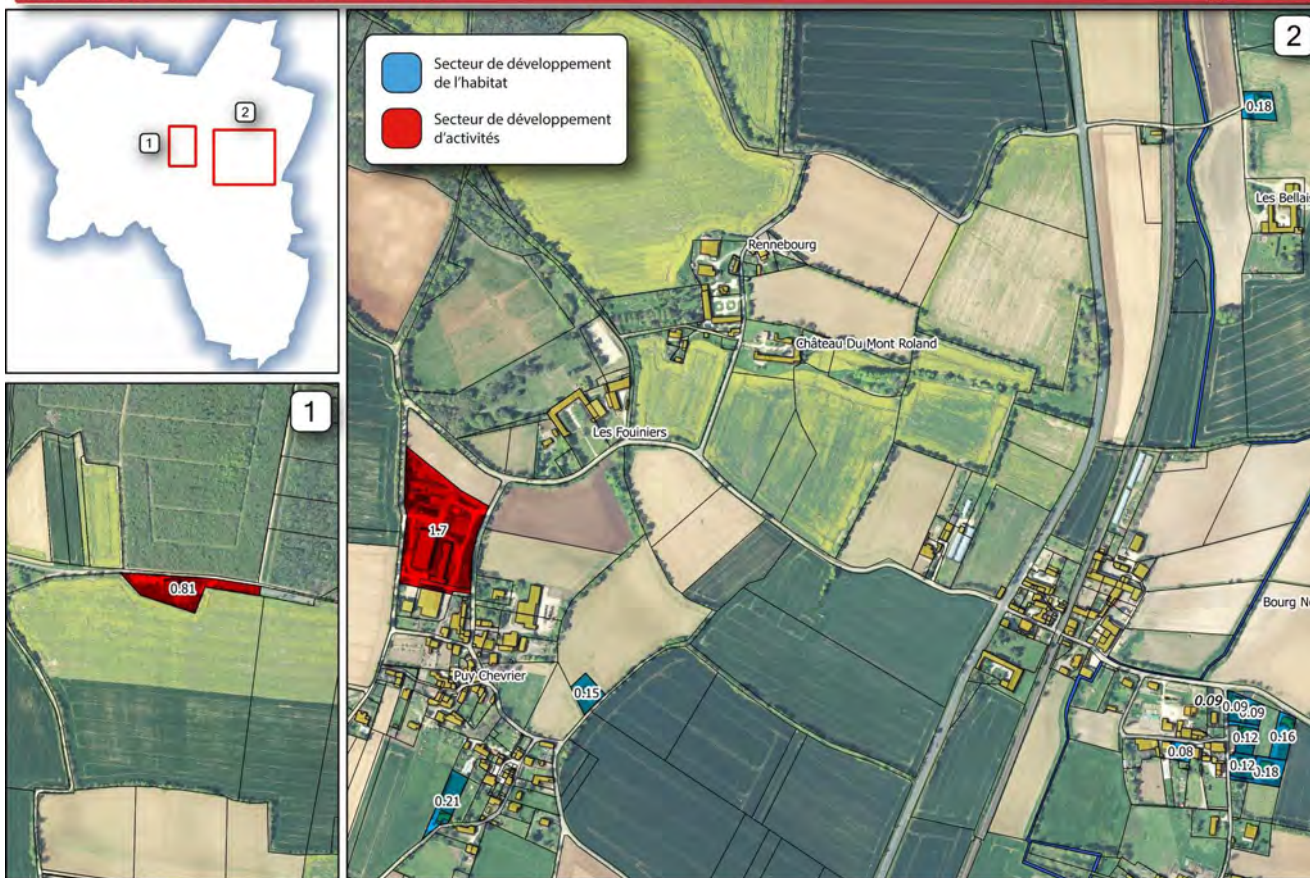 2
1
Secteur de développement
de l'habitat
Secteur de développement
d'activités
2
0.18
Les Bellais
Rennebourg
Château Du Mont Roland
Les Fouiniers
1.7
Puy Chevrier
0.15
0.21
Bourg N
0.09
0.09
0.09
0.12
0.16
0.08
0.12
0.18
1
0.81